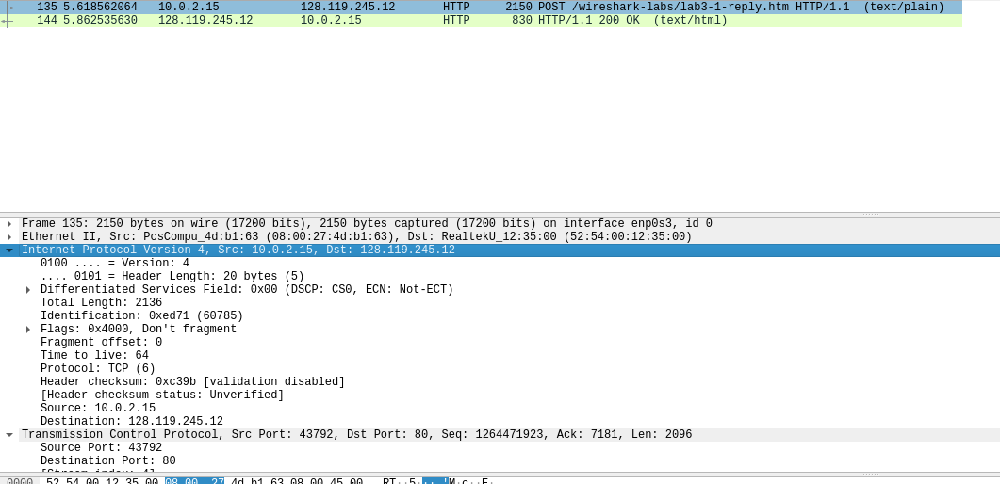 135 5.618562064 10.0.2.15 128.119.245.12 HTTP 2150 POST /wireshark-labs/lab3-1-reply.htm HTTP/1.1 (text/plain)
144 5.862535630 128.119.245.12 10.0.2.15 HTTP 830 HTTP/1.1 200 OK (text/html)
Frame 135: 2150 bytes on wire (17200 bits), 2150 bytes captured (17200 bits) on interface enp0s3, id 0
Ethernet II, Src: PcsCompu_4d:b1:63 (08:00:27:4d:b1:63), Dst: RealtekU_12:35:00 (52:54:00:12:35:00)
Internet Protocol Version 4, Src: 10.0.2.15, Dst: 128.119.245.12
0100 .... = Version: 4
.... 0101 = Header Length: 20 bytes (5)
Differentiated Services Field: 0x00 (DSCP: CS0, ECN: Not-ECT)
Total Length: 2136
Identification: 0xed71 (60785)
Flags: 0x4000, Don't fragment
Fragment offset: 0
Time to live: 64
Protocol: TCP (6)
Header checksum: 0xc39b [validation disabled]
[Header checksum status: Unverified]
Source: 10.0.2.15
Destination: 128.119.245.12
Transmission Control Protocol, Src Port: 43792, Dst Port: 80, Seq: 1264471923, Ack: 7181, Len: 2096
Source Port: 43792
Destination Port: 80
[Stream index: 4]
0000 52 54 00 12 35 00 08 00 27 4d b1 63 08 00 45 00 RT··5···'M·c··E·